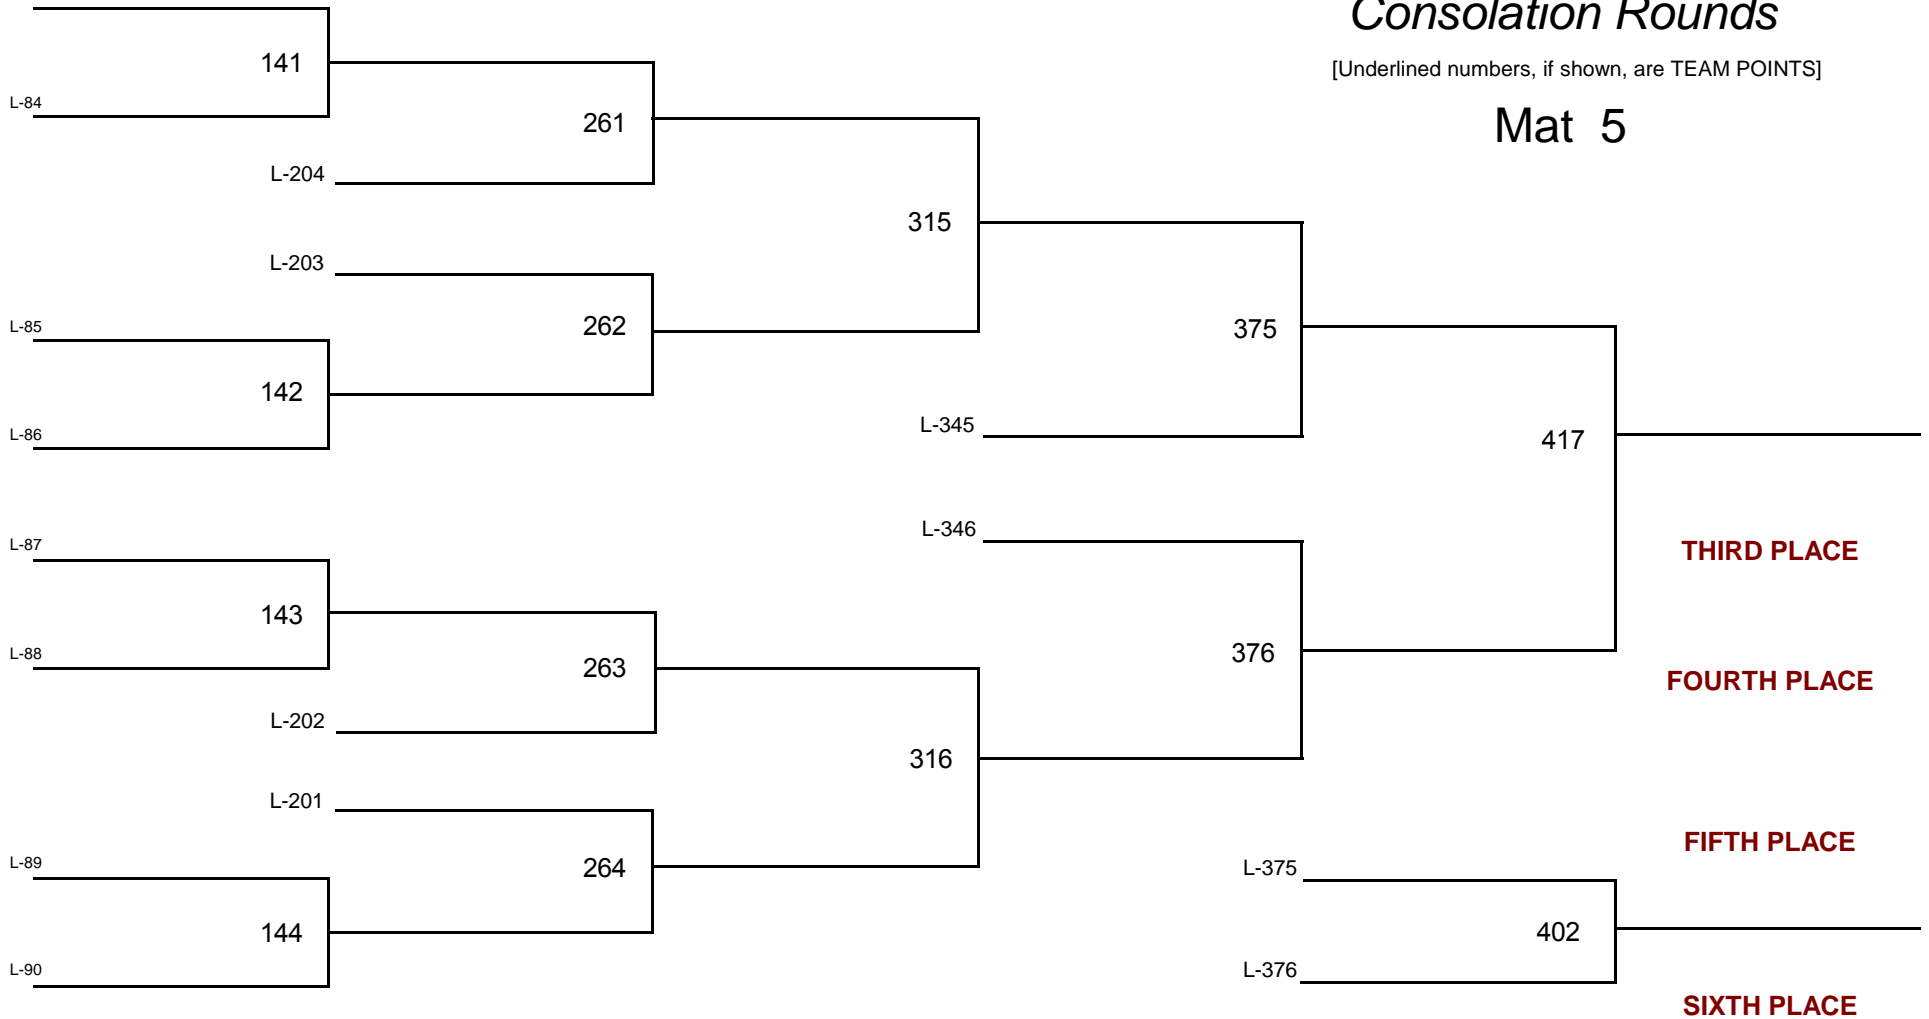 Consolation Rounds
[Underlined numbers, if shown, are TEAM POINTS]
Mat 5
141
L-84
261
L-204
315
L-203
262
L-85
142
L-86
375
L-345
417
L-346
L-87
143
L-88
263
L-202
376
THIRD PLACE
FOURTH PLACE
316
L-201
264
L-89
144
L-90
FIFTH PLACE
L-375
402
L-376
SIXTH PLACE